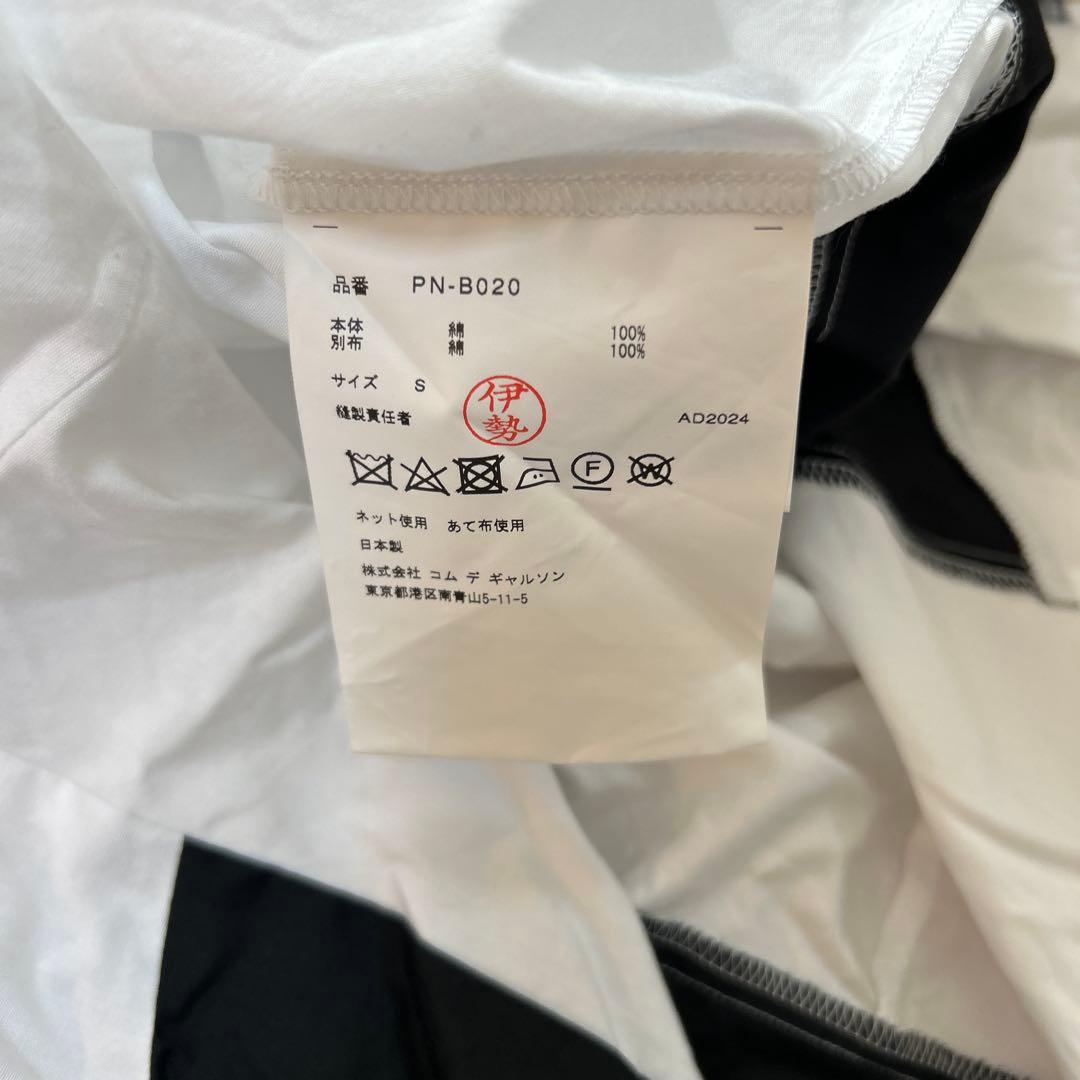 品番 PN-B020
本体 綿 100%
別布 綿 100%
サイズ S
縫製責任者 伊勢 AD2024
F W
ネット使用 あて布使用
日本製
株式会社 コム デ ギャルソン
東京都港区南青山5-11-5